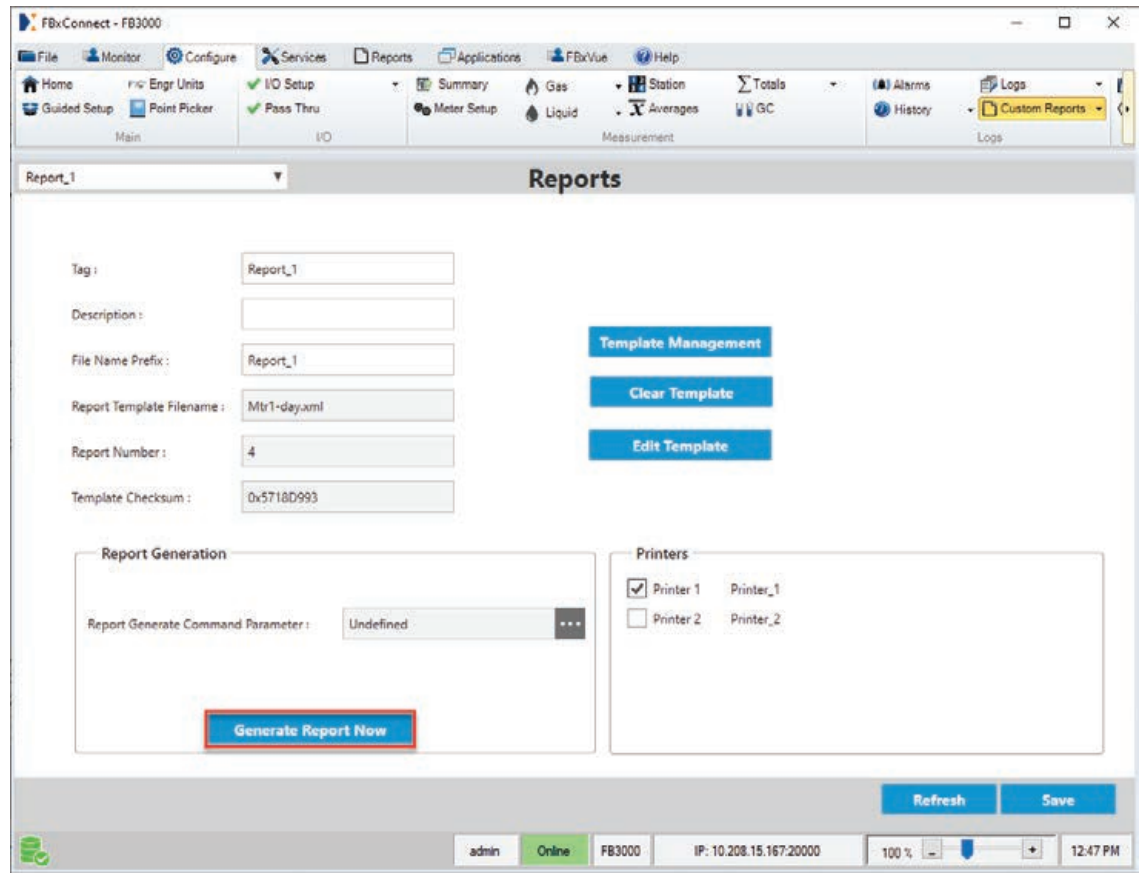 FBxConnect - FB3000
File Monitor Configure Services Reports Applications FBxVue Help
Home Engr Units I/O Setup Summary Gas Station ΣTotals Alarms Logs
Guided Setup Point Picker Pass Thru Meter Setup Liquid X Averages GC History Custom Reports
Main I/O Measurement Logs
Report_1 Reports
Tag : Report_1
Description :
Template Management
File Name Prefix : Report_1
Clear Template
Report Template Filename : Mtr1-day.xml
Edit Template
Report Number : 4
Template Checksum : 0x5718D993
Report Generation Printers
Printer 1 Printer_1
Report Generate Command Parameter : Undefined ... Printer 2 Printer_2
Generate Report Now
Refresh Save
admin Online FB3000 IP: 10.208.15.167:20000 100 % - + 12:47 PM